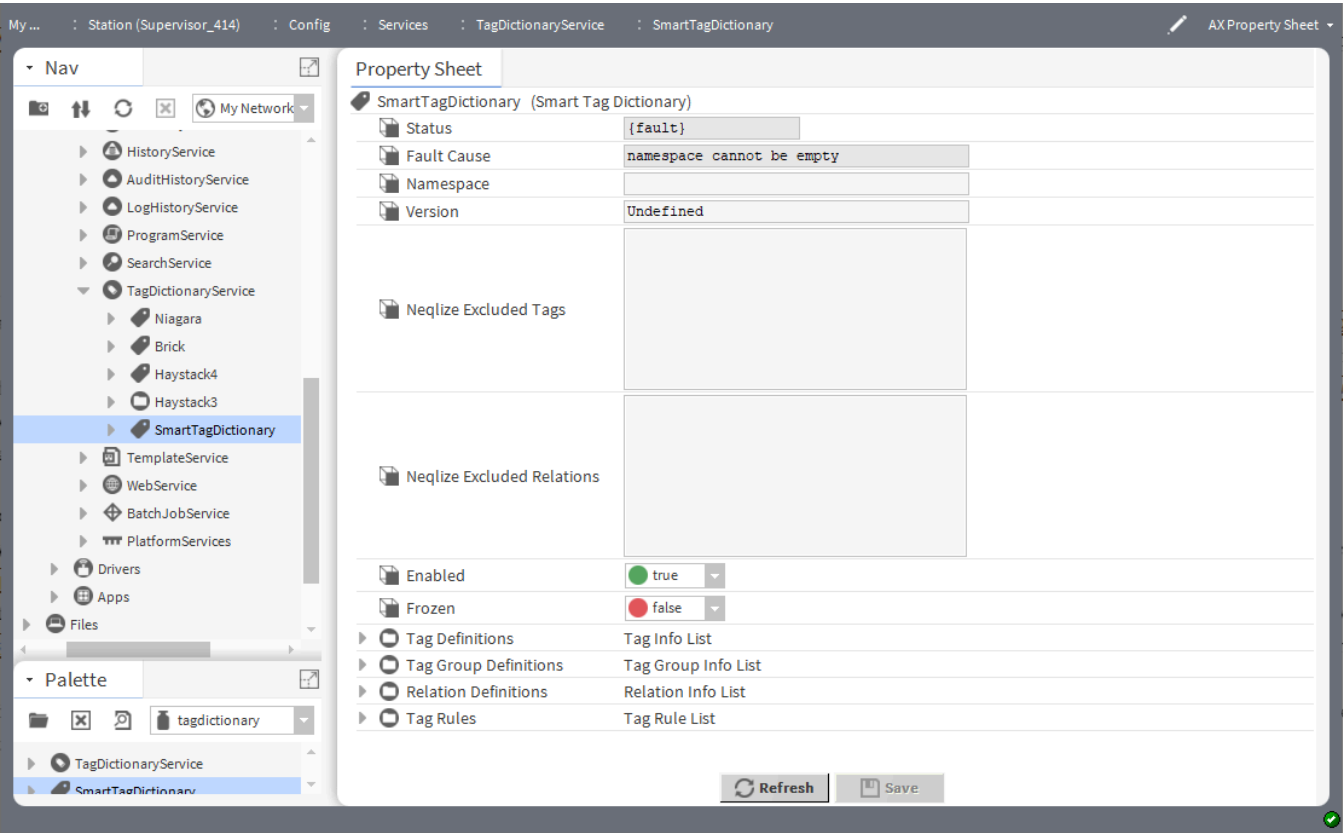 My ... : Station (Supervisor_414) : Config : Services : TagDictionaryService : SmartTagDictionary AX Property Sheet
Nav
My Network
HistoryService
AuditHistoryService
LogHistoryService
ProgramService
SearchService
TagDictionaryService
Niagara
Brick
Haystack4
Haystack3
SmartTagDictionary
TemplateService
WebService
BatchJobService
PlatformServices
Drivers
Apps
Files
Palette
tagdictionary
TagDictionaryService
SmartTagDictionary
Property Sheet
SmartTagDictionary (Smart Tag Dictionary)
Status {fault}
Fault Cause namespace cannot be empty
Namespace
Version Undefined
Neqlize Excluded Tags
Neqlize Excluded Relations
Enabled true
Frozen false
Tag Definitions Tag Info List
Tag Group Definitions Tag Group Info List
Relation Definitions Relation Info List
Tag Rules Tag Rule List
Refresh Save